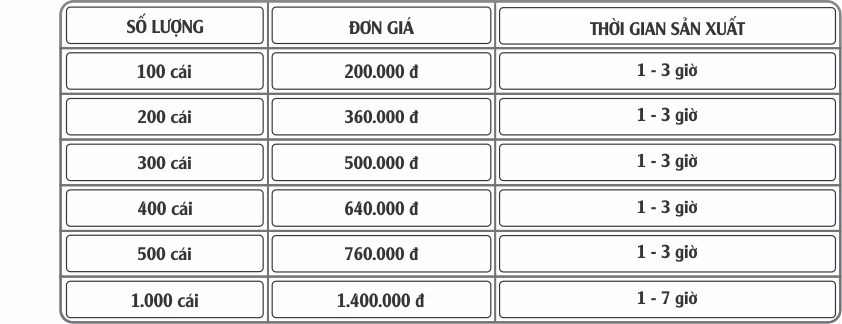 SỐ LƯỢNG ĐƠN GIÁ THỜI GIAN SẢN XUẤT
100 cái 200.000 đ 1 - 3 giờ
200 cái 360.000 đ 1 - 3 giờ
300 cái 500.000 đ 1 - 3 giờ
400 cái 640.000 đ 1 - 3 giờ
500 cái 760.000 đ 1 - 3 giờ
1.000 cái 1.400.000 đ 1 - 7 giờ